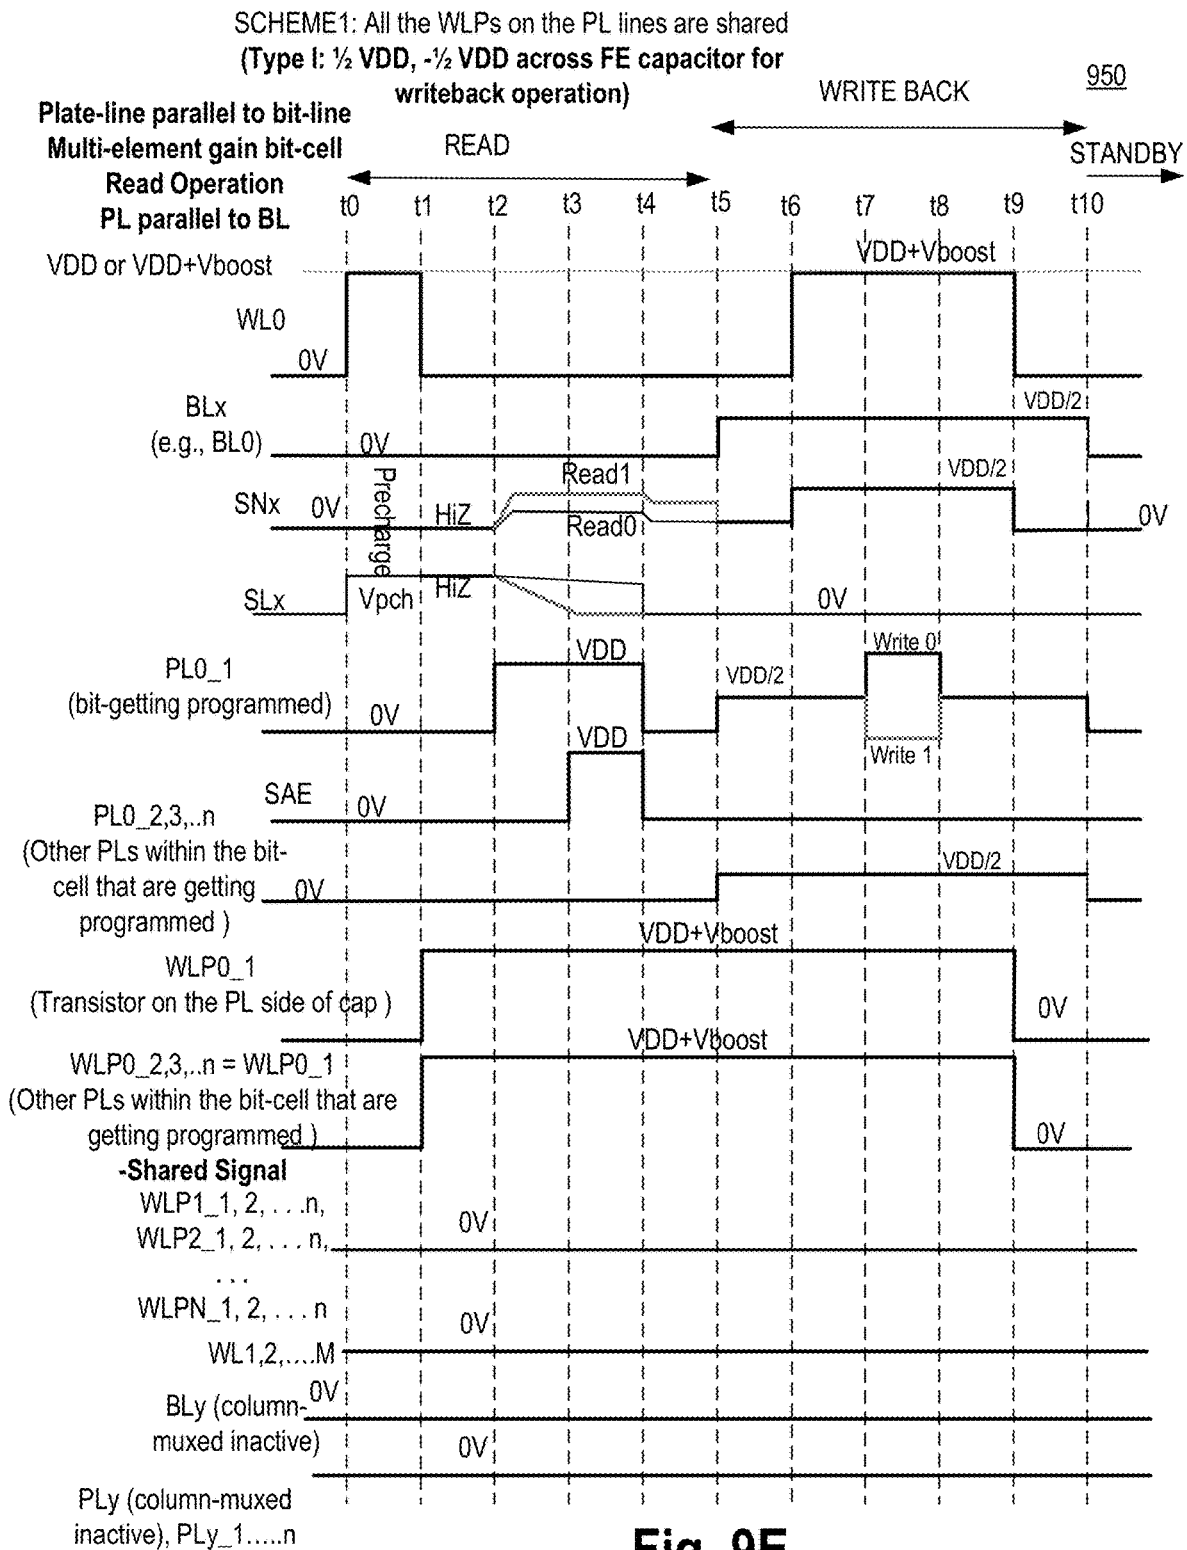 SCHEME1: All the WLPs on the PL lines are shared
(Type I: ½ VDD, -½ VDD across FE capacitor for
writeback operation)
950
WRITE BACK
Plate-line parallel to bit-line
Multi-element gain bit-cell
Read Operation
PL parallel to BL
READ
STANDBY
t0 t1 t2 t3 t4 t5 t6 t7 t8 t9 t10
VDD or VDD+Vboost
VDD+Vboost
WL0
0V
BLx
(e.g., BL0)
0V
VDD/2
Precharge
SNx
0V
HiZ
Read1
Read0
VDD/2
0V
SLx
Vpch
HiZ
0V
PL0_1
(bit-getting programmed)
0V
VDD
VDD/2
Write 0
Write 1
SAE
0V
VDD
PL0_2,3,..n
(Other PLs within the bit-
cell that are getting
programmed )
0V
VDD/2
WLP0_1
(Transistor on the PL side of cap )
VDD+Vboost
0V
WLP0_2,3,..n = WLP0_1
(Other PLs within the bit-cell that are
getting programmed )
-Shared Signal
VDD+Vboost
0V
WLP1_1, 2, . . .n,
WLP2_1, 2, . . . n,
. . .
WLPN_1, 2, . . . n
0V
0V
WL1,2,....M
0V
BLy (column-
muxed inactive)
0V
PLy (column-muxed
inactive), PLy_1.....n
Fig. 9E